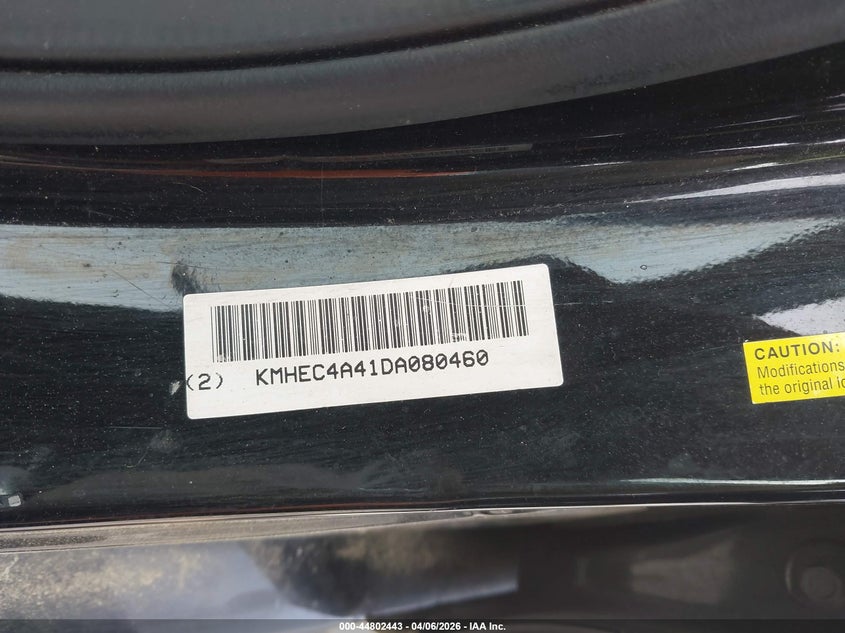 (2) KMHEC4A41DA080460
CAUTION:
Modifications
the original
000-44802443 - 04/06/2026 - IAA Inc.